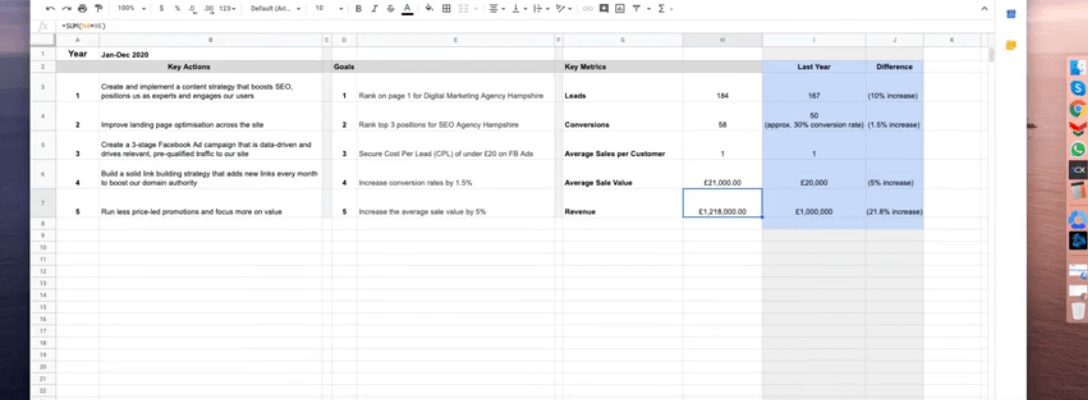 100%
$
%
.0
.00
123
Default (Ari...
10
B
I
S
A
fx
A
B
C
D
E
F
G
H
I
J
K
1 Year Jan-Dec 2020
2 Key Actions Goals Key Metrics Last Year Difference
3
Create and implement a content strategy that boosts SEO,
1 positions us as experts and engages our users
1 Rank on page 1 for Digital Marketing Agency Hampshire
Leads 184 167 (10% increase)
4
2 Improve landing page optimisation across the site
2 Rank top 3 positions for SEO Agency Hampshire
Conversions 58
50
(approx. 30% conversion rate) (1.5% increase)
5
Create a 3-stage Facebook Ad campaign that is data-driven and
3 drives relevant, pre-qualified traffic to our site
3 Secure Cost Per Lead (CPL) of under £20 on FB Ads
Average Sales per Customer 1 1
6
Build a solid link building strategy that adds new links every month
4 to boost our domain authority
4 Increase conversion rates by 1.5%
Average Sale Value £21,000.00 £20,000 (5% increase)
7
5 Run less price-led promotions and focus more on value
5 Increase the average sale value by 5%
Revenue £1,218,000.00 £1,000,000 (21.8% increase)
8
9
10
11
12
13
14
15
16
17
18
19
20
21
22